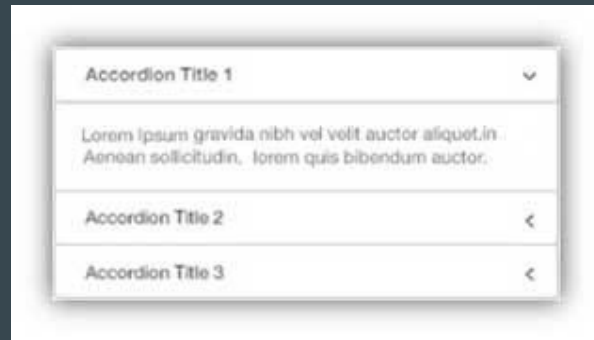 Accordion Title 1
Lorem Ipsum gravida nibh vel velit auctor aliquet.in
Aenean sollicitudin, lorem quis bibendum auctor.
Accordion Title 2
Accordion Title 3